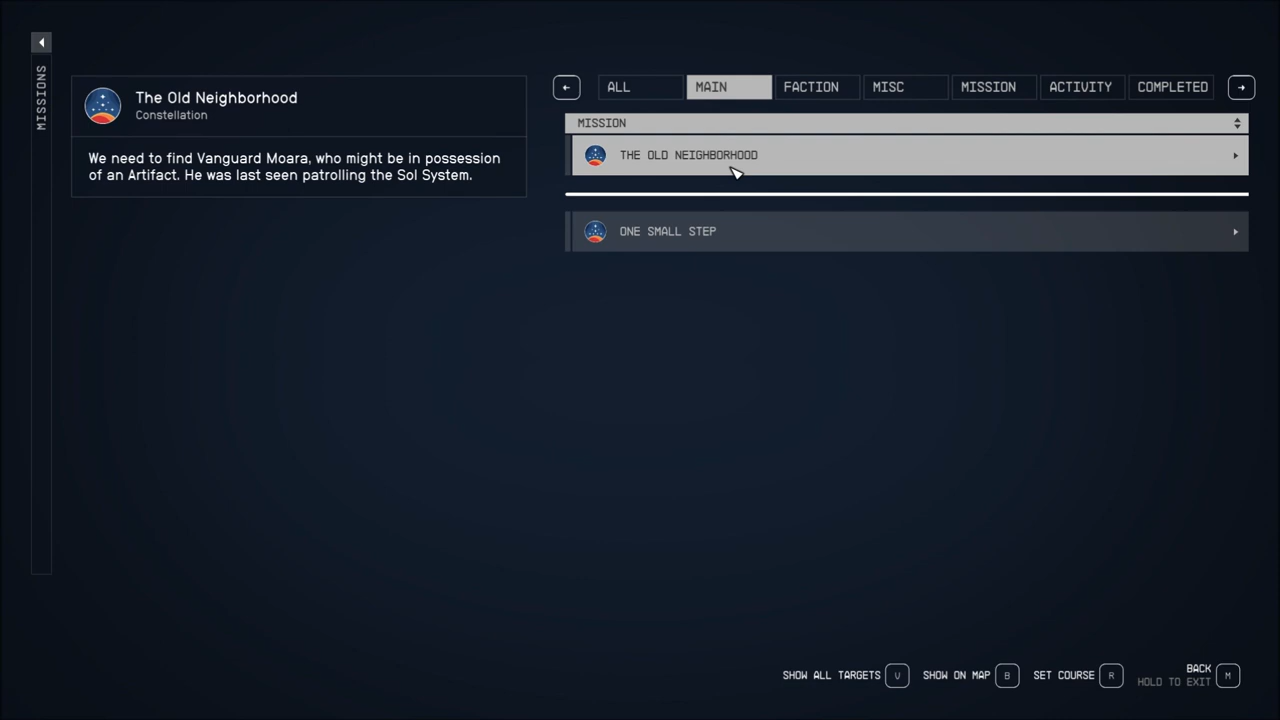 MISSIONS
The Old Neighborhood
Constellation
We need to find Vanguard Moara, who might be in possession
of an Artifact. He was last seen patrolling the Sol System.
ALL
MAIN
FACTION
MISC
MISSION
ACTIVITY
COMPLETED
MISSION
THE OLD NEIGHBORHOOD
ONE SMALL STEP
SHOW ALL TARGETS V
SHOW ON MAP B
SET COURSE R
BACK
HOLD TO EXIT
M